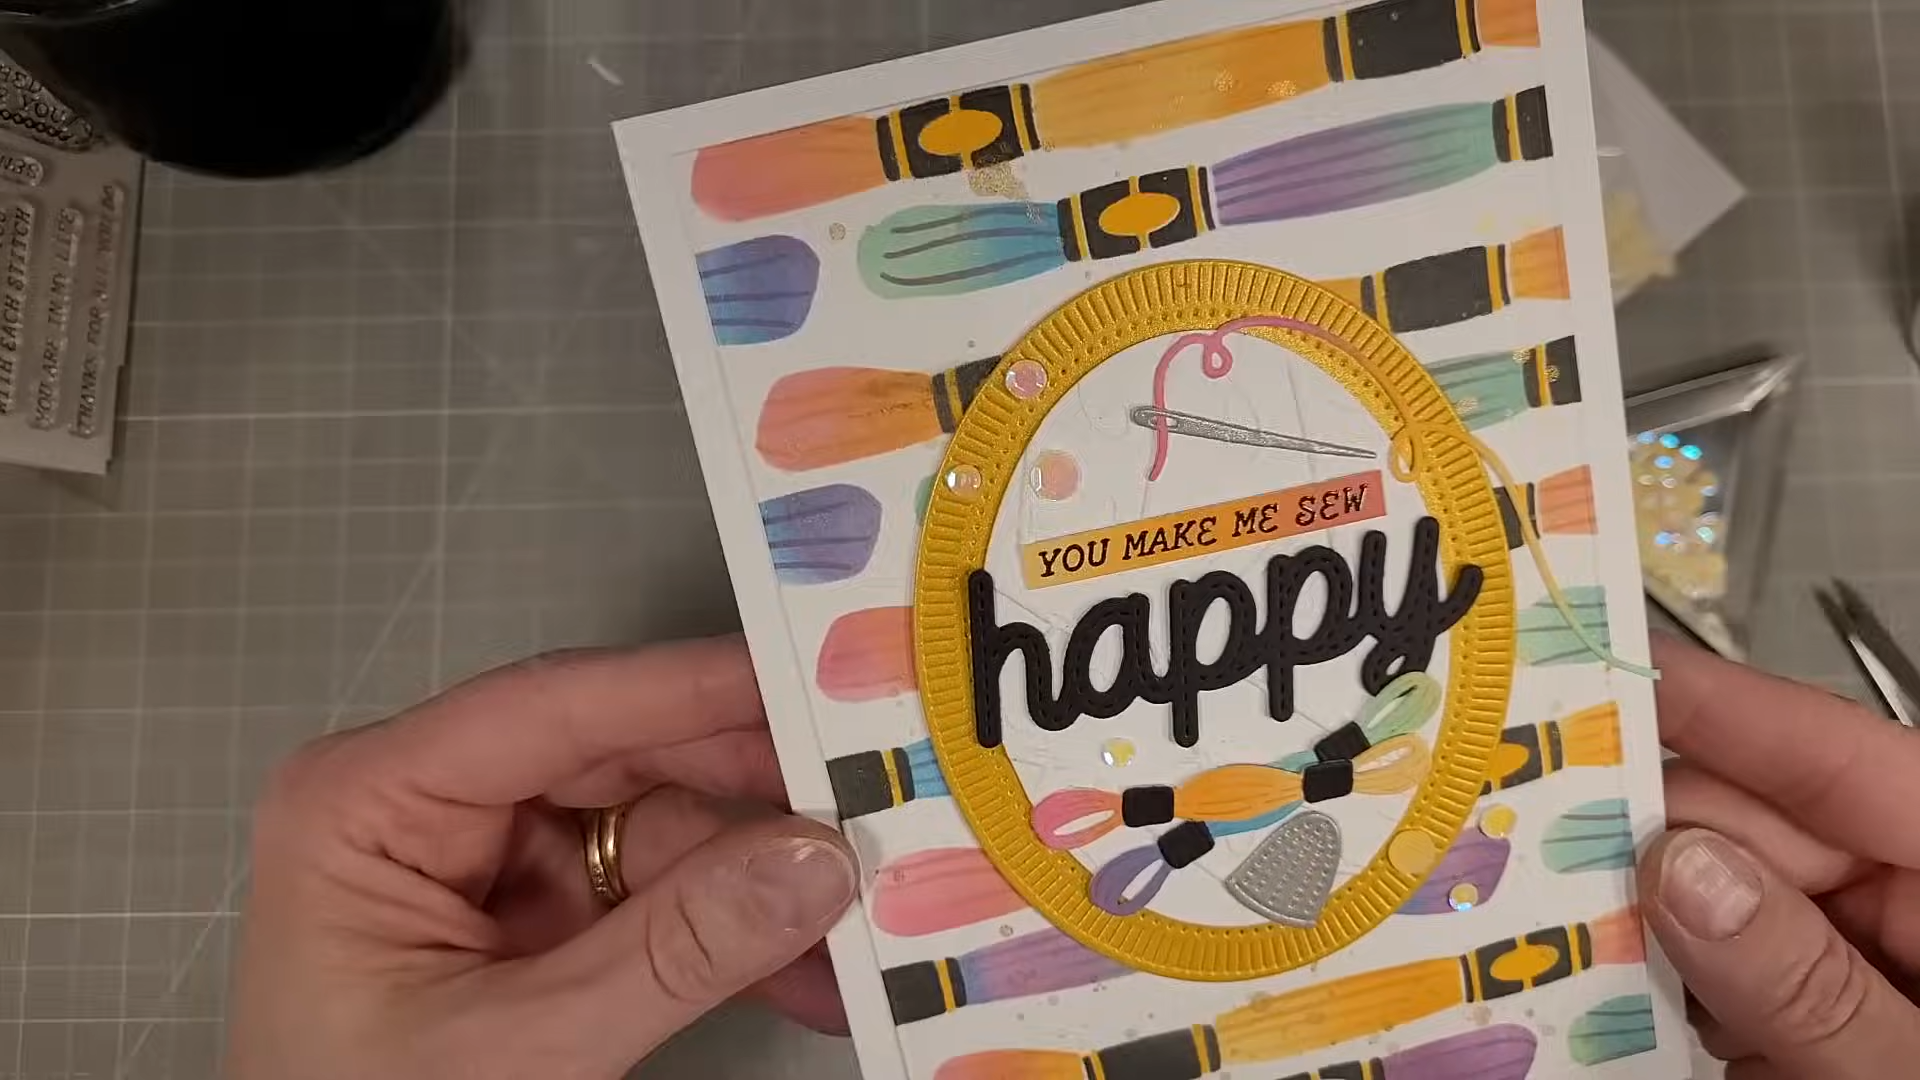 YOU MAKE ME SEW
happy
WITH EACH STITCH
YOU ARE IN MY LIFE
THANKS FOR ALL YOU DO